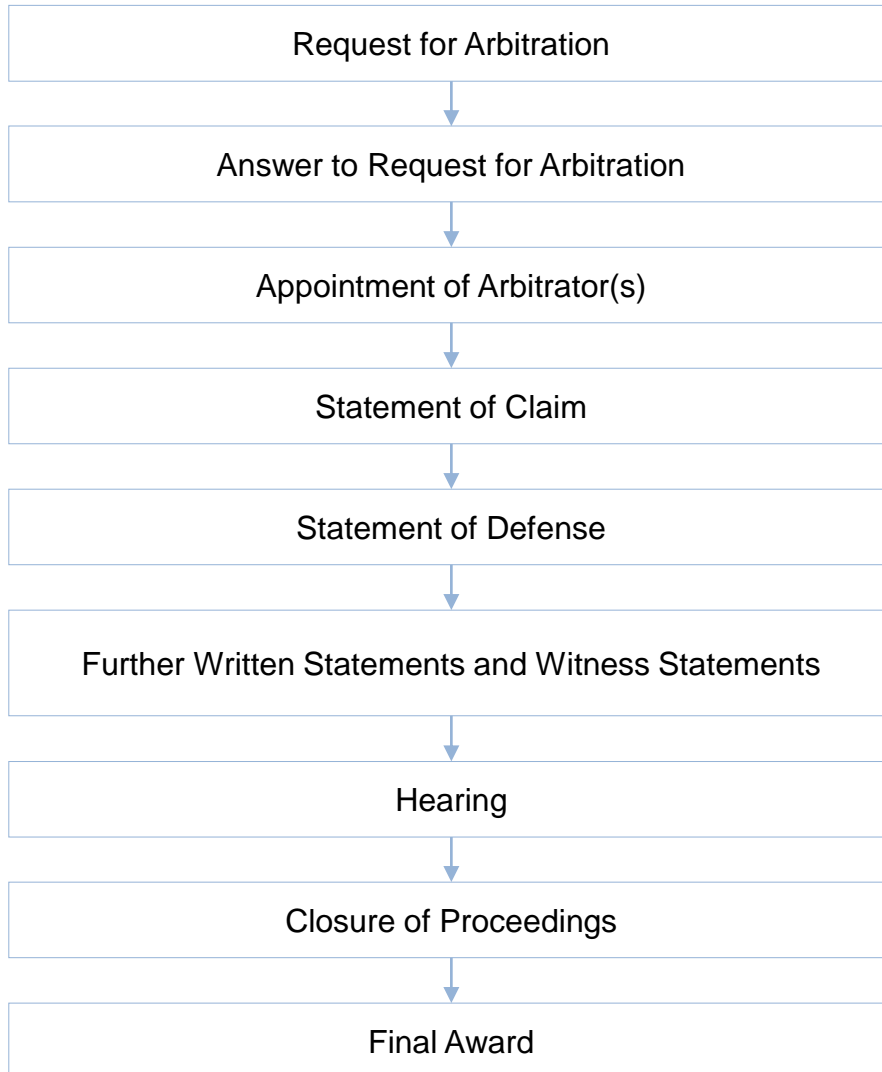 Request for Arbitration
Answer to Request for Arbitration
Appointment of Arbitrator(s)
Statement of Claim
Statement of Defense
Further Written Statements and Witness Statements
Hearing
Closure of Proceedings
Final Award